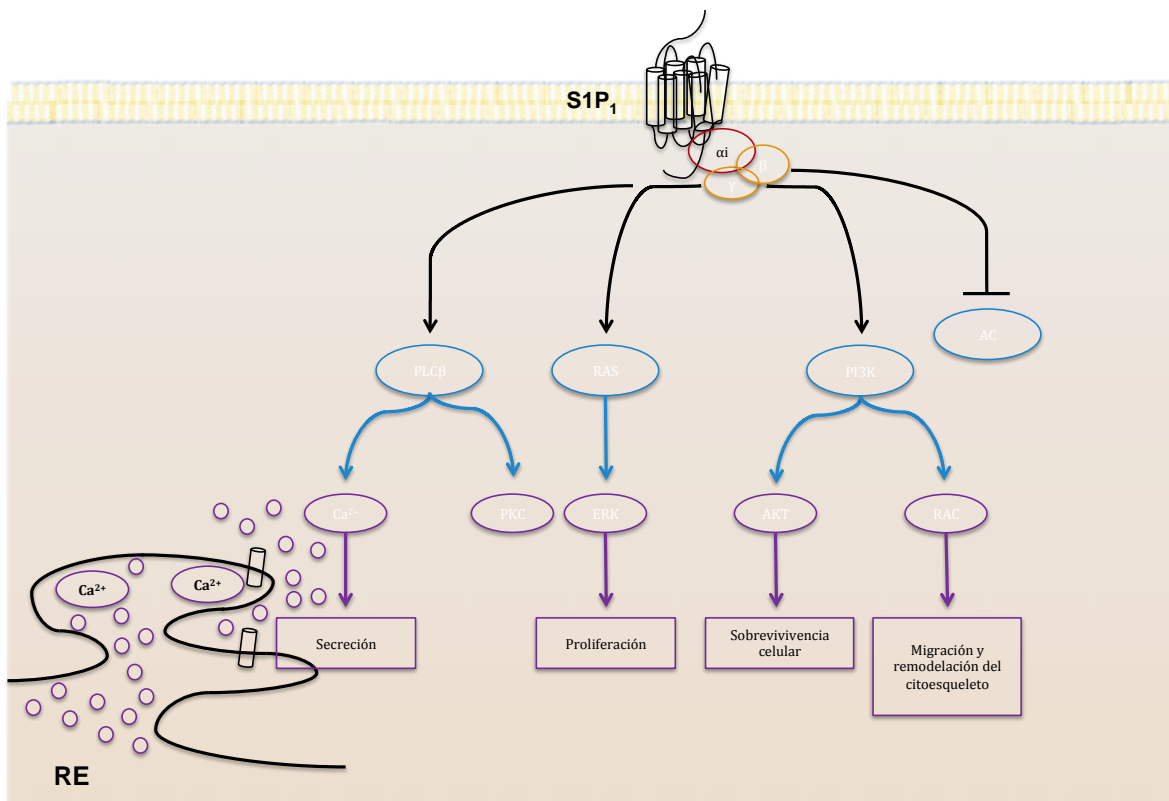 S1P₁
αi
β
γ
AC
PLCβ
RAS
PI3K
Ca²⁺
PKC
ERK
AKT
RAC
Ca²⁺
Ca²⁺
Secreción
Proliferación
Sobrevivivencia
celular
Migración y
remodelación del
citoesqueleto
RE